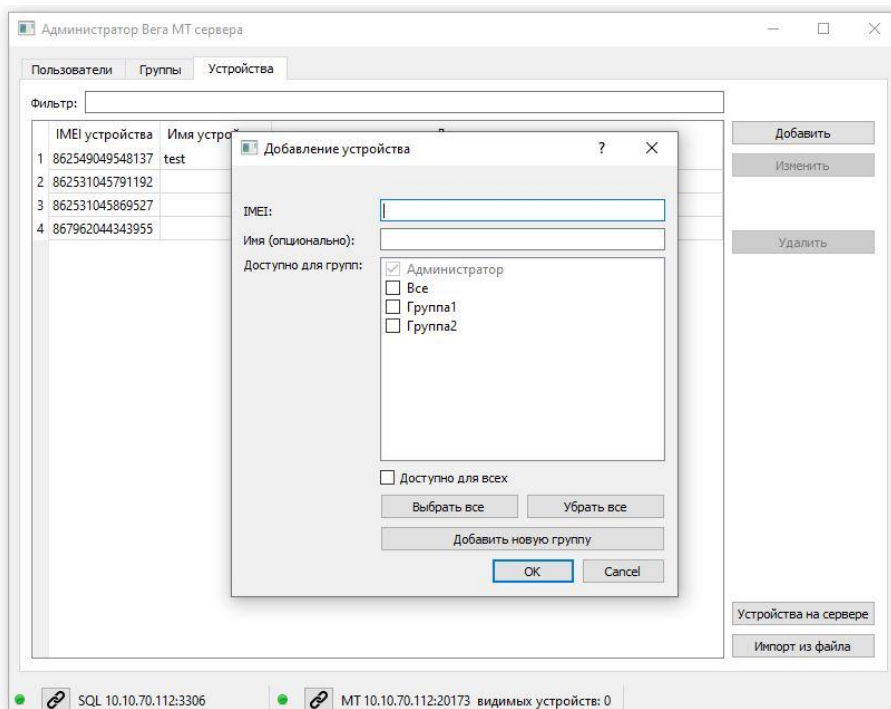 Администратор Вега МТ сервера
Пользователи Группы Устройства
Фильтр:
IMEI устройства Имя
1 862549049548137 test
2 862531045791192
3 862531045869527
4 867962044343955
Добавить
Изменить
Удалить
Добавление устройства ?
IMEI:
Имя (опционально):
Доступно для групп:
Администратор
Все
Группа1
Группа2
Доступно для всех
Выбрать все Убрать все
Добавить новую группу
OK Cancel
Устройства на сервере
Импорт из файла
SQL 10.10.70.112:3306 МТ 10.10.70.112:20173 видимых устройств: 0